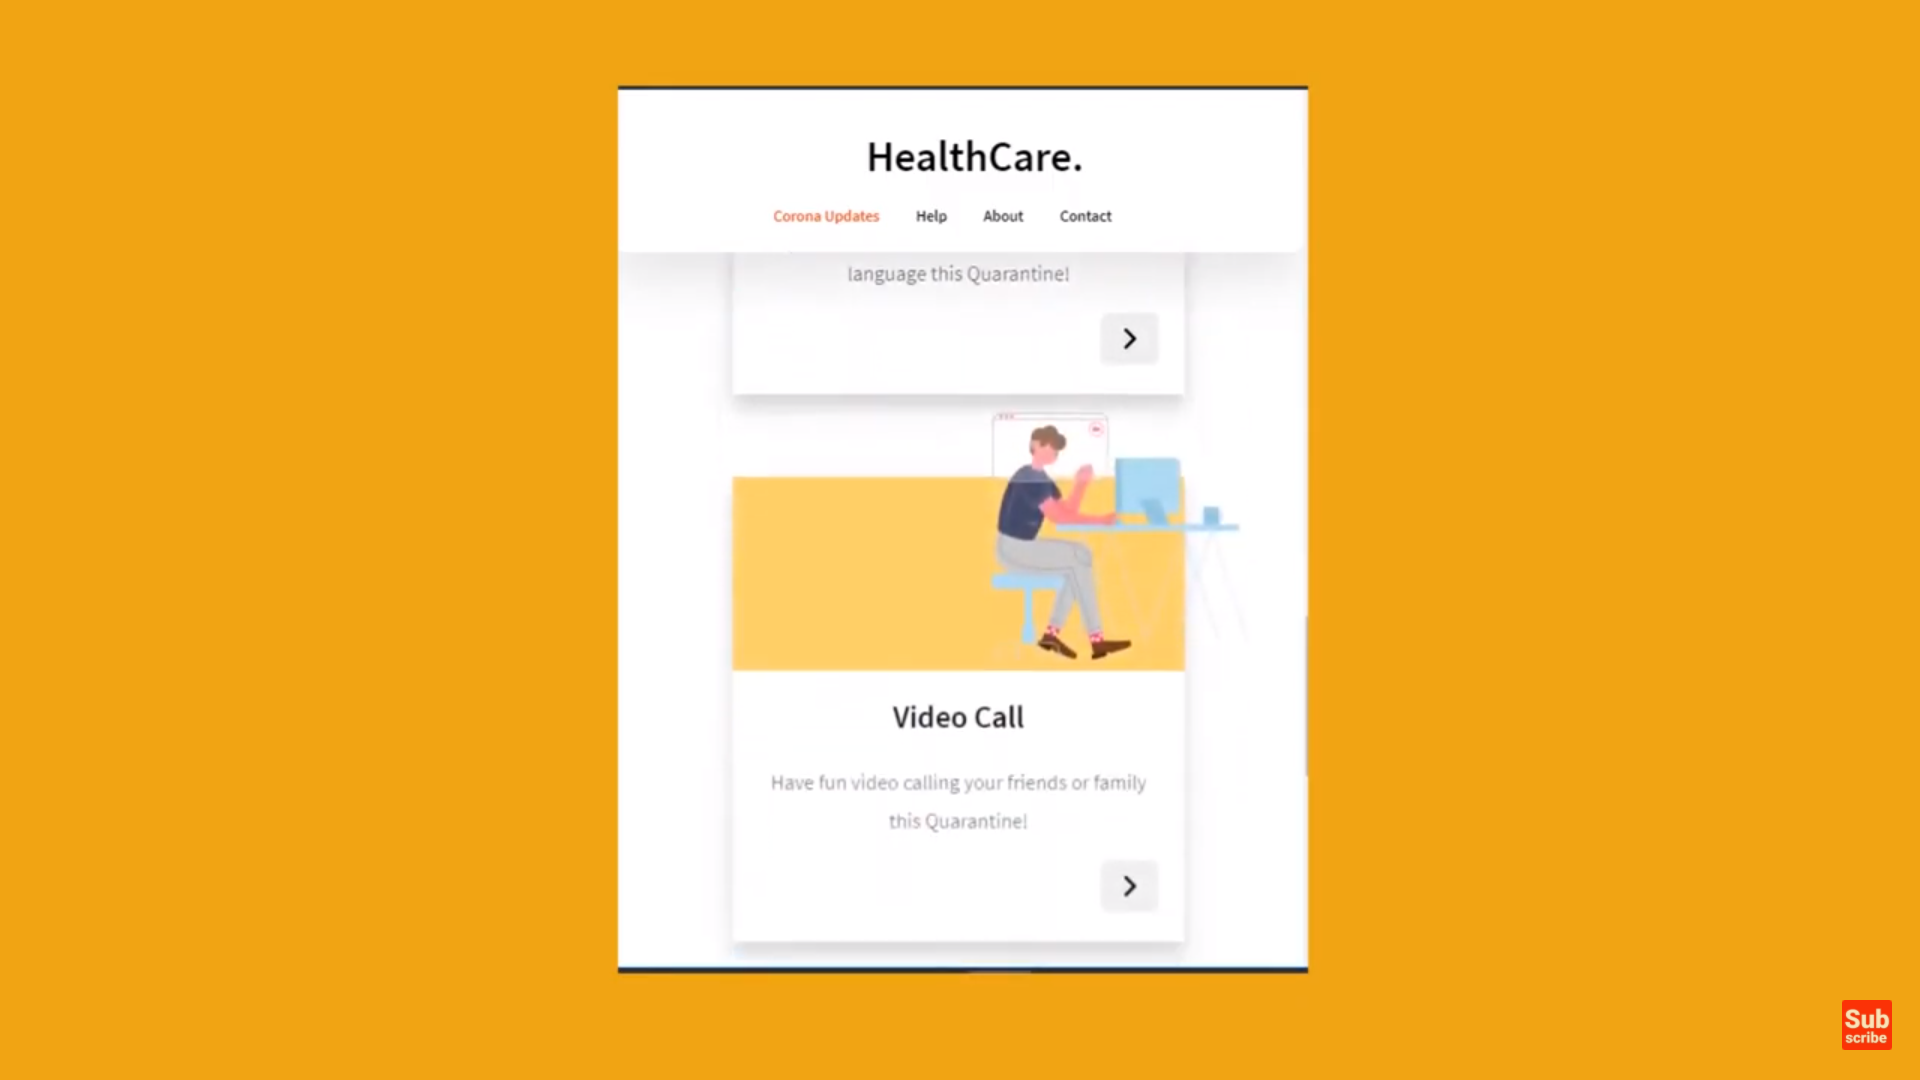 HealthCare.
Corona Updates Help About Contact
language this Quarantine!
Video Call
Have fun video calling your friends or family
this Quarantine!
Sub
scribe